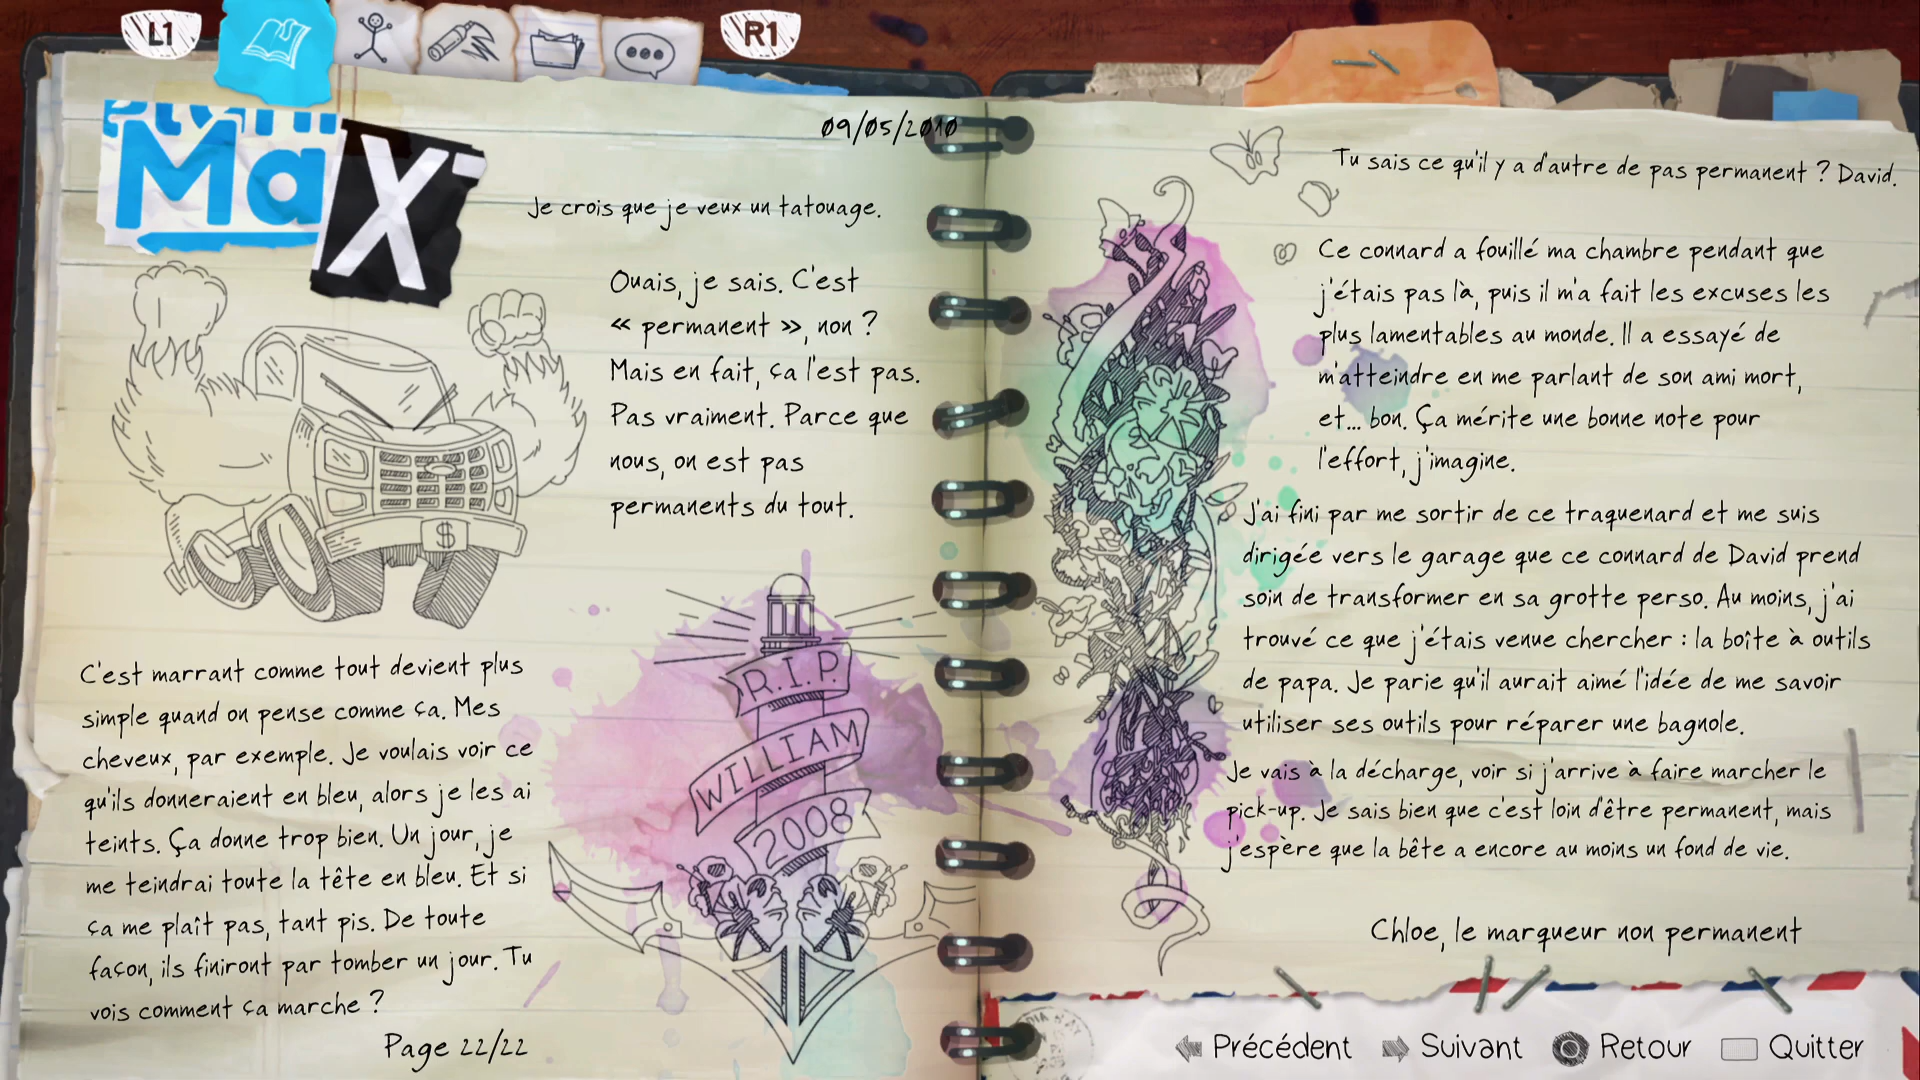 L1
R1
Max
09/05/2010
Je crois que je veux un tatouage.
Ouais, je sais. C'est
« permanent », non ?
Mais en fait, ça l'est pas.
Pas vraiment. Parce que
nous, on est pas
permanents du tout.
$
R.I.P.
WILLIAM
2008
C'est marrant comme tout devient plus
simple quand on pense comme ça. Mes
cheveux, par exemple. Je voulais voir ce
qu'ils donneraient en bleu, alors je les ai
teints. Ça donne trop bien. Un jour, je
me teindrai toute la tête en bleu. Et si
ça me plaît pas, tant pis. De toute
façon, ils finiront par tomber un jour. Tu
vois comment ça marche ?
Page 22/22
Tu sais ce qu'il y a d'autre de pas permanent ? David.
Ce connard a fouillé ma chambre pendant que
j'étais pas là, puis il m'a fait les excuses les
plus lamentables au monde. Il a essayé de
m'atteindre en me parlant de son ami mort,
et... bon. Ça mérite une bonne note pour
l'effort, j'imagine.
J'ai fini par me sortir de ce traquenard et me suis
dirigée vers le garage que ce connard de David prend
soin de transformer en sa grotte perso. Au moins, j'ai
trouvé ce que j'étais venue chercher : la boîte à outils
de papa. Je parie qu'il aurait aimé l'idée de me savoir
utiliser ses outils pour réparer une bagnole.
Je vais à la décharge, voir si j'arrive à faire marcher le
pick-up. Je sais bien que c'est loin d'être permanent, mais
j'espère que la bête a encore au moins un fond de vie.
Chloe, le marqueur non permanent
Précédent
Suivant
Retour
Quitter